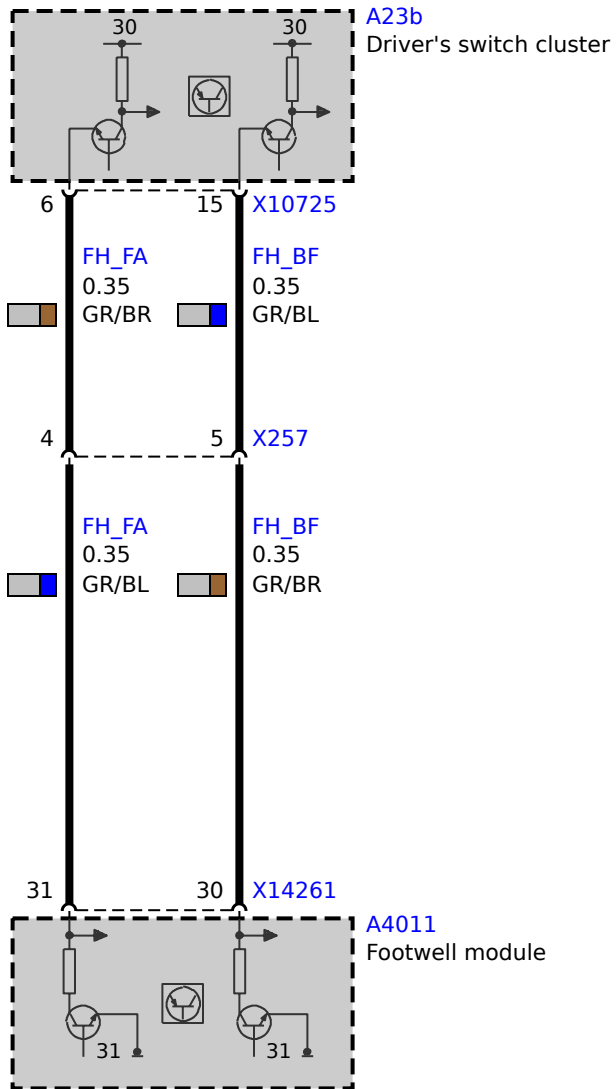 A23b
Driver's switch cluster
30 30
6 15 X10725
FH_FA FH_BF
0.35 0.35
GR/BR GR/BL
4 5 X257
FH_FA FH_BF
0.35 0.35
GR/BL GR/BR
31 30 X14261
A4011
Footwell module
31 31